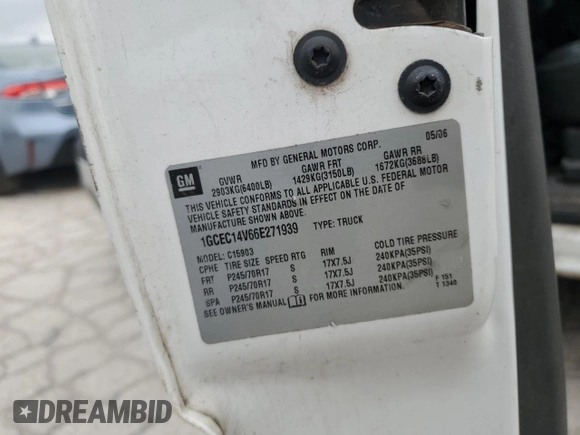 MFD BY GENERAL MOTORS CORP. 05/06
GM
GVWR GAWR FRT GAWR RR
2903KG(6400LB) 1429KG(3150LB) 1672KG(3686LB)
THIS VEHICLE CONFORMS TO ALL APPLICABLE U.S. FEDERAL MOTOR
VEHICLE SAFETY STANDARDS IN EFFECT ON THE DATE OF
MANUFACTURE SHOWN ABOVE.
1GCEC14V66E271939 TYPE: TRUCK
MODEL: C15903
CPHE TIRE SIZE SPEED RTG RIM COLD TIRE PRESSURE
FRT P245/70R17 S 17X7.5J 240KPA(35PSI)
RR P245/70R17 S 17X7.5J 240KPA(35PSI)
SPA P245/70R17 S 17X7.5J 240KPA(35PSI)
SEE OWNER'S MANUAL FOR MORE INFORMATION.
F 151
T 1340
DREAMBID